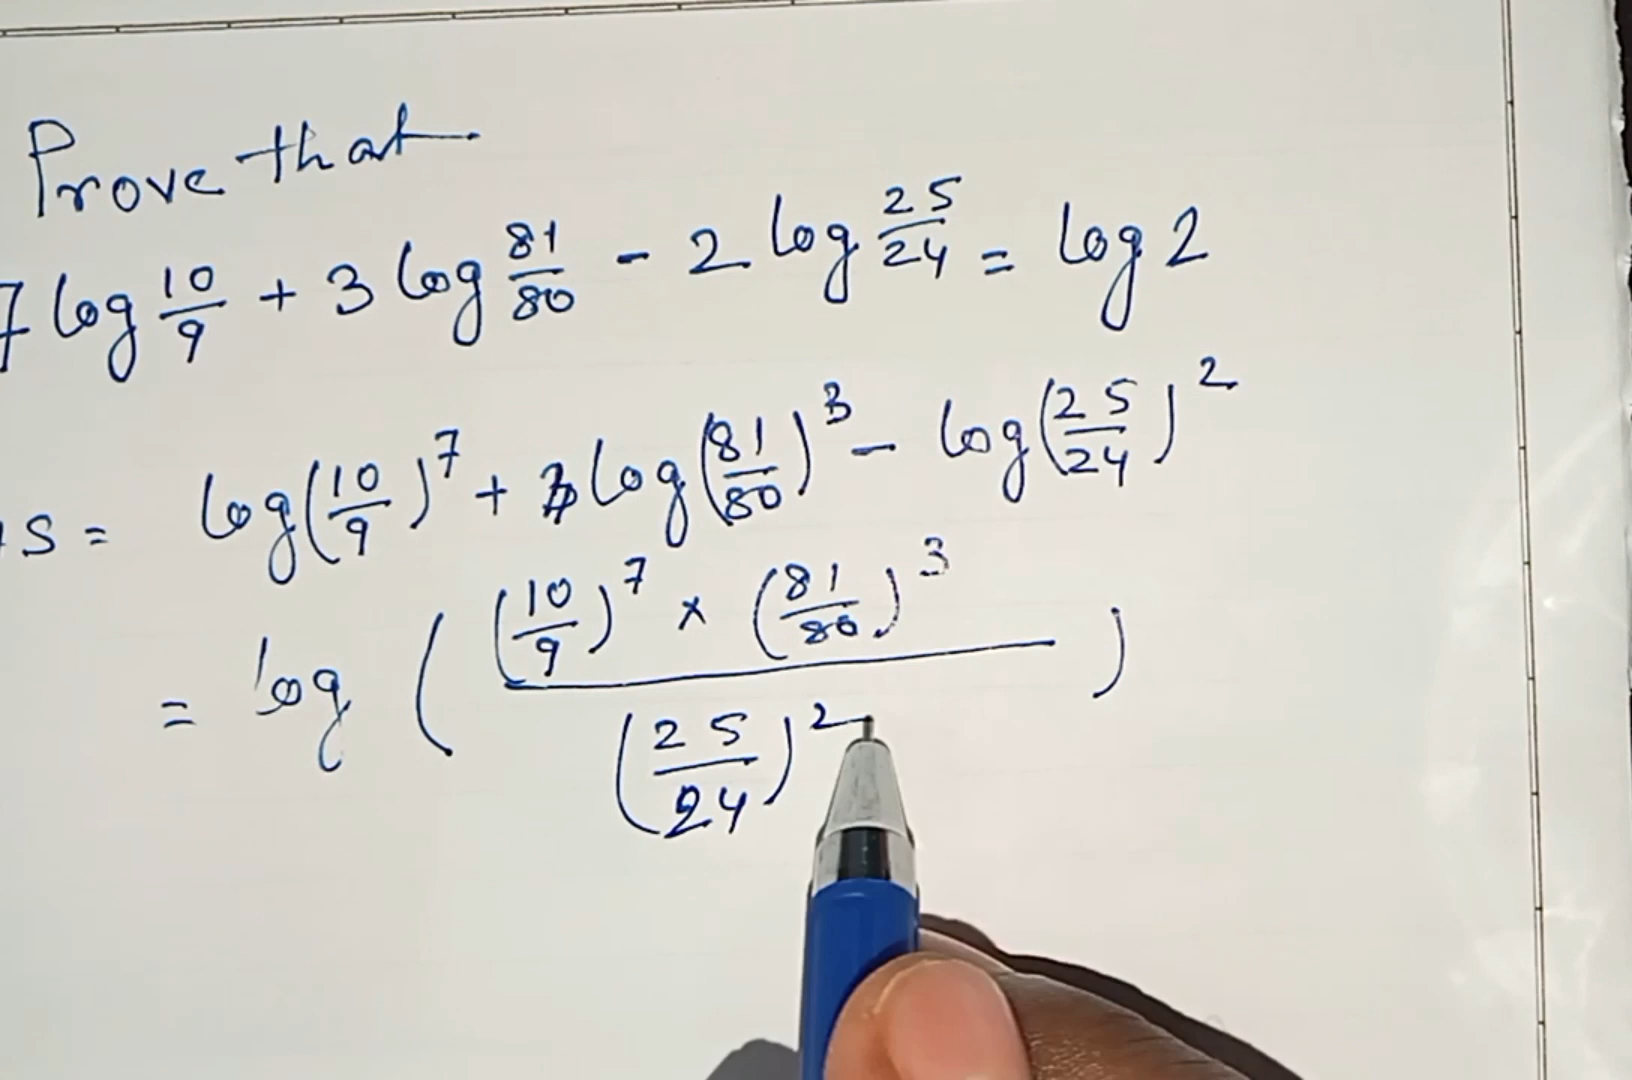 Prove that
7 log 10/9 + 3 log 81/80 - 2 log 25/24 = log 2
S = log(10/9)^7 + log(81/80)^3 - log(25/24)^2
= log ( (10/9)^7 × (81/80)^3 / (25/24)^2 )